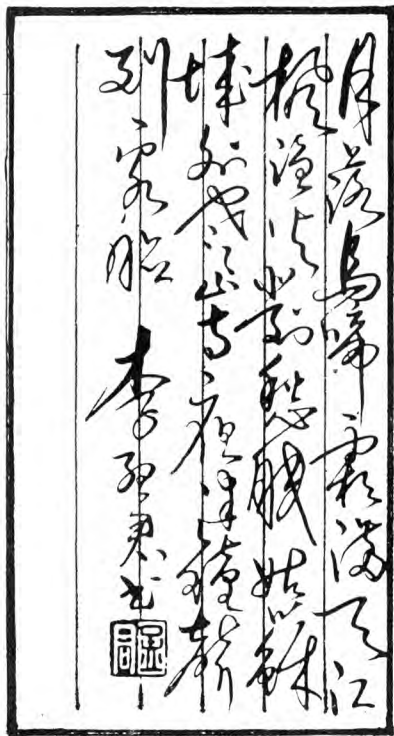 月落烏啼霜滿天江
楓漁火對愁眠姑蘇
城外寒山寺夜半鐘聲
到客船 李書